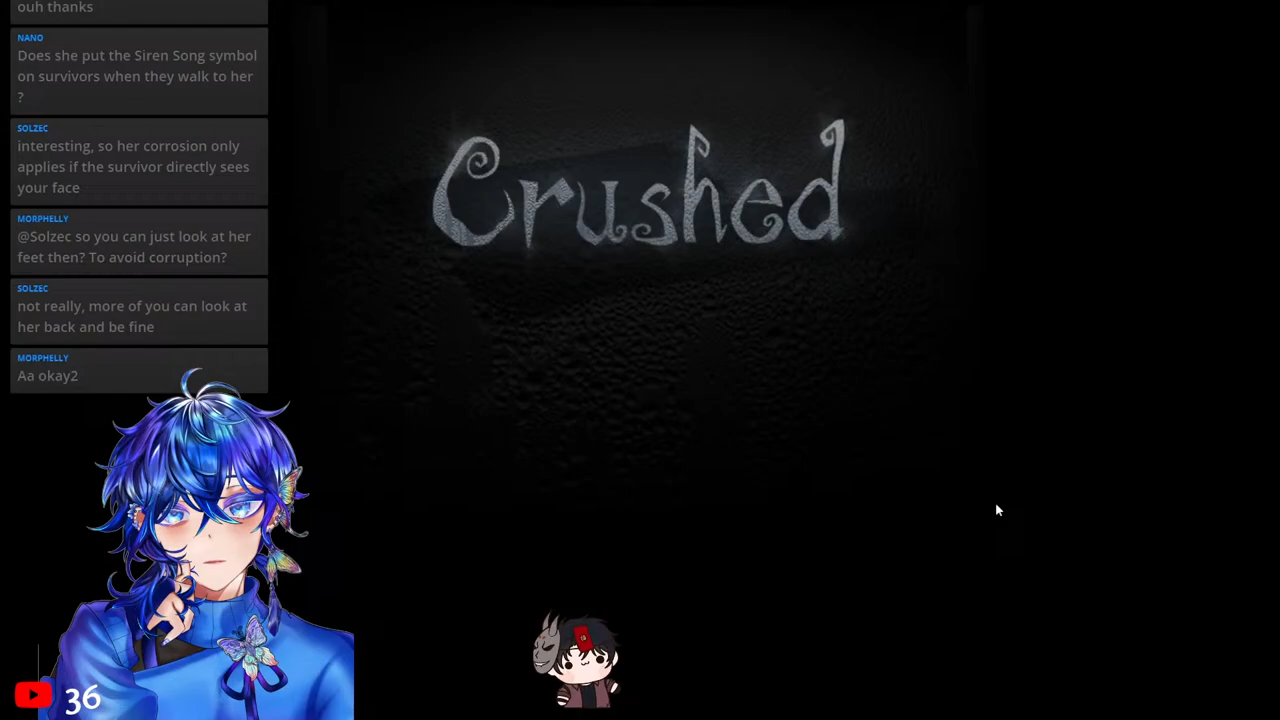 ouh thanks
NANO
Does she put the Siren Song symbol
on survivors when they walk to her
?
SOLZEC
interesting, so her corrosion only
applies if the survivor directly sees
your face
MORPHELLY
@Solzec so you can just look at her
feet then? To avoid corruption?
SOLZEC
not really, more of you can look at
her back and be fine
MORPHELLY
Aa okay2
Crushed
36